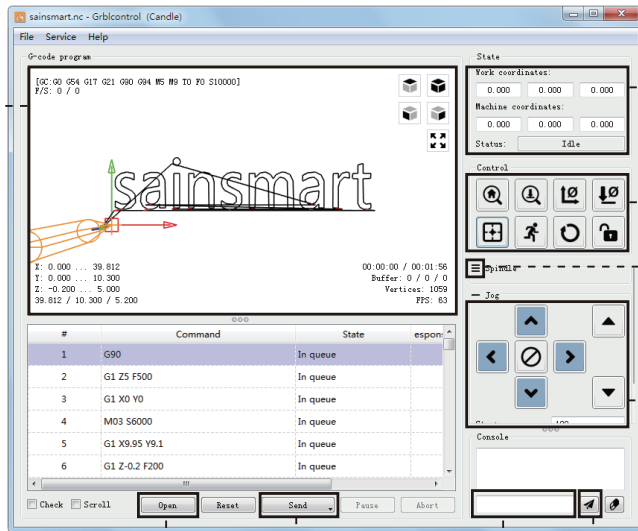 sainsmart.nc - Grblcontrol (Candle)
File Service Help
G-code program
[GC:G0 G54 G17 G21 G90 G94 M5 M9 T0 F0 S10000]
F/S: 0 / 0
sainsmart
X: 0.000 ... 39.812
Y: 0.000 ... 10.300
Z: -0.200 ... 5.000
39.812 / 10.300 / 5.200
00:00:00 / 00:01:56
Buffer: 0 / 0 / 0
Vertices: 1059
FPS: 63
# Command State espons
1 G90 In queue
2 G1 Z5 F500 In queue
3 G1 X0 Y0 In queue
4 M03 S6000 In queue
5 G1 X9.95 Y9.1 In queue
6 G1 Z-0.2 F200 In queue
Check Scroll Open Reset Send Pause Abort
State
Work coordinates:
0.000 0.000 0.000
Machine coordinates:
0.000 0.000 0.000
Status: Idle
Control
Spindle
Jog
Console